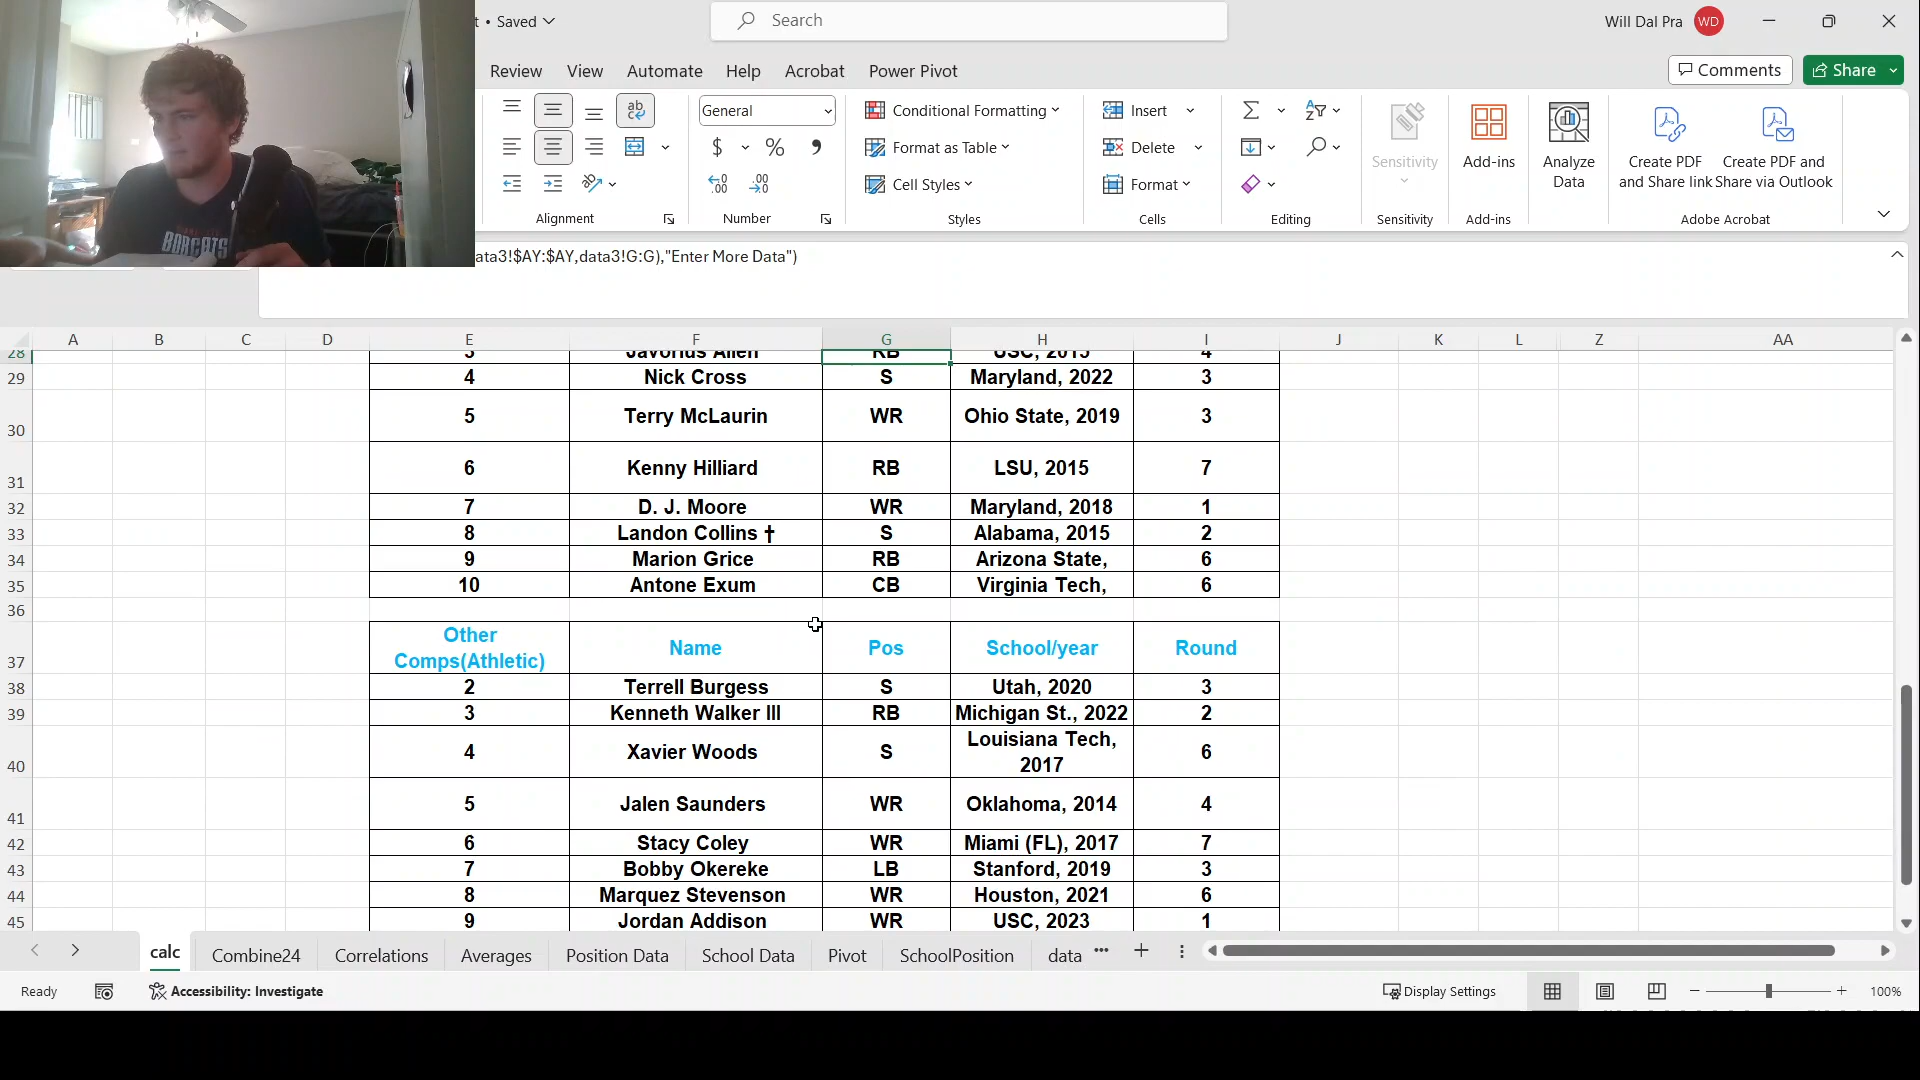 t • Saved
Search
Will Dal Pra
WD
Review View Automate Help Acrobat Power Pivot
Comments
Share
General
Conditional Formatting
Format as Table
Cell Styles
Insert
Delete
Format
Sensitivity
Add-ins
Analyze
Data
Create PDF
and Share link
Create PDF and
Share via Outlook
Alignment
Number
Styles
Cells
Editing
Sensitivity
Add-ins
Adobe Acrobat
BOBCATS
ata3!$AY:$AY,data3!G:G),"Enter More Data")
A B C D E F G H I J K L Z AA
28 3 Javorius Allen RB USC, 2015 4
29 4 Nick Cross S Maryland, 2022 3
30 5 Terry McLaurin WR Ohio State, 2019 3
31 6 Kenny Hilliard RB LSU, 2015 7
32 7 D. J. Moore WR Maryland, 2018 1
33 8 Landon Collins † S Alabama, 2015 2
34 9 Marion Grice RB Arizona State, 6
35 10 Antone Exum CB Virginia Tech, 6
36
37 Other Comps(Athletic) Name Pos School/year Round
38 2 Terrell Burgess S Utah, 2020 3
39 3 Kenneth Walker III RB Michigan St., 2022 2
40 4 Xavier Woods S Louisiana Tech, 2017 6
41 5 Jalen Saunders WR Oklahoma, 2014 4
42 6 Stacy Coley WR Miami (FL), 2017 7
43 7 Bobby Okereke LB Stanford, 2019 3
44 8 Marquez Stevenson WR Houston, 2021 6
45 9 Jordan Addison WR USC, 2023 1
calc Combine24 Correlations Averages Position Data School Data Pivot SchoolPosition data
Ready
Accessibility: Investigate
Display Settings
100%